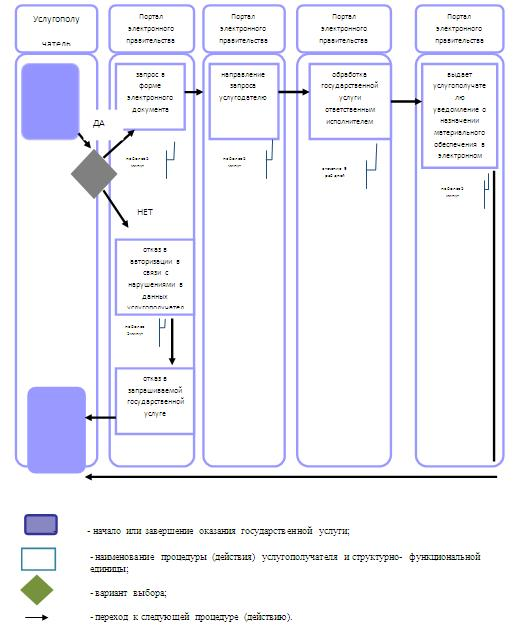 Услугополу
чатель
Портал
электронного
правительства
Портал
электронного
правительства
Портал
электронного
правительства
Портал
электронного
правительства
запрос в
форме
электронного
документа
направление
запроса
услугодателю
обработка
государственной
услуги
ответственным
исполнителем
выдает
услугополучате
лю
уведомление о
назначении
материального
обеспечения в
электронном
ДА
НЕТ
отказ в
авторизации в
связи с
нарушениями в
данных
услугополучател
отказ в
запрашиваемой
государственной
услуге
- начало или завершение оказания государственной услуги;
- наименование процедуры (действия) услугополучателя и структурно- функциональной
единицы;
- вариант выбора;
- переход к следующей процедуре (действию).